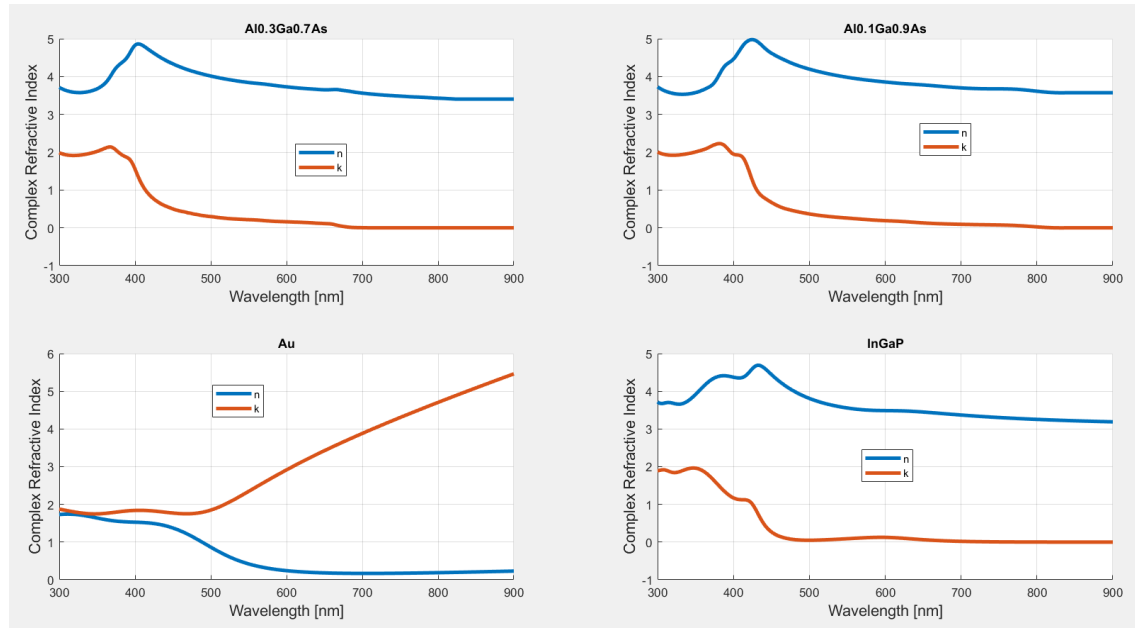 Al0.3Ga0.7As
Complex Refractive Index
5
4
3
2
1
0
-1
n
k
300 400 500 600 700 800 900
Wavelength [nm]
Al0.1Ga0.9As
Complex Refractive Index
5
4
3
2
1
0
-1
n
k
300 400 500 600 700 800 900
Wavelength [nm]
Au
Complex Refractive Index
6
5
4
3
2
1
0
n
k
300 400 500 600 700 800 900
Wavelength [nm]
InGaP
Complex Refractive Index
5
4
3
2
1
0
-1
n
k
300 400 500 600 700 800 900
Wavelength [nm]